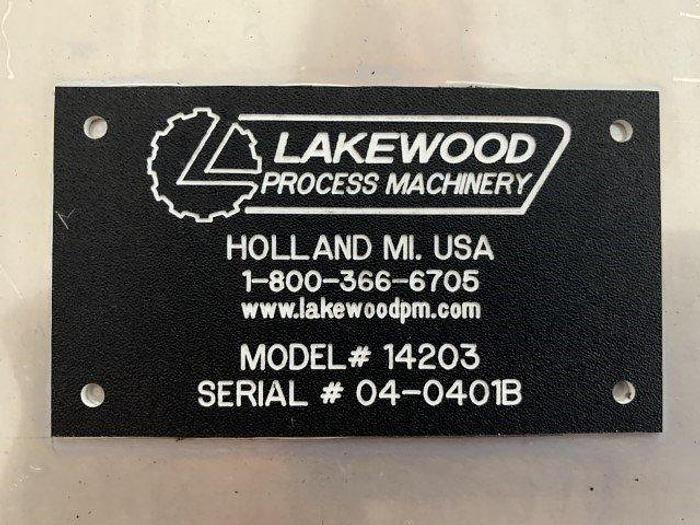 LAKEWOOD
PROCESS MACHINERY
HOLLAND MI. USA
1-800-366-6705
www.lakewoodpm.com
MODEL# 14203
SERIAL # 04-0401B